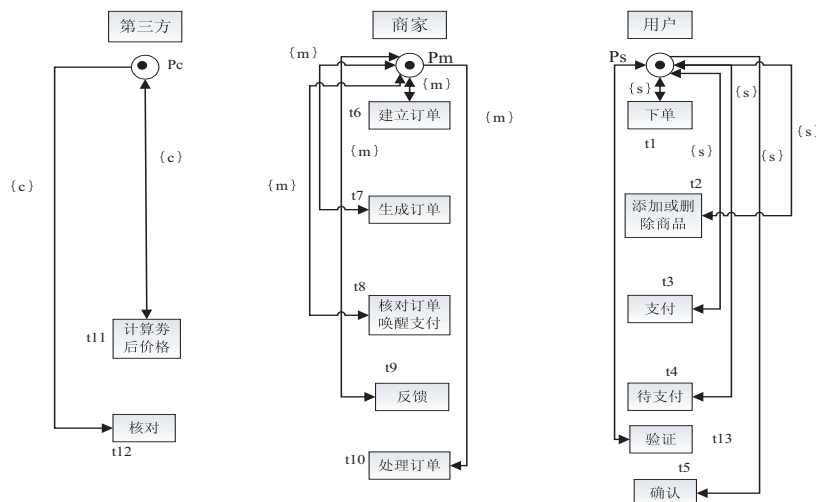 第三方
Pc
{c}
{c}
t11
计算券
后价格
核对
t12
商家
{m}
Pm
{m}
t6
建立订单
{m}
{m}
{m}
t7
生成订单
t8
核对订单
唤醒支付
t9
反馈
t10
处理订单
用户
Ps
{s}
{s}
下单
{s}
t1
{s}
{s}
t2
添加或删
除商品
t3
支付
t4
待支付
验证
t13
t5
确认